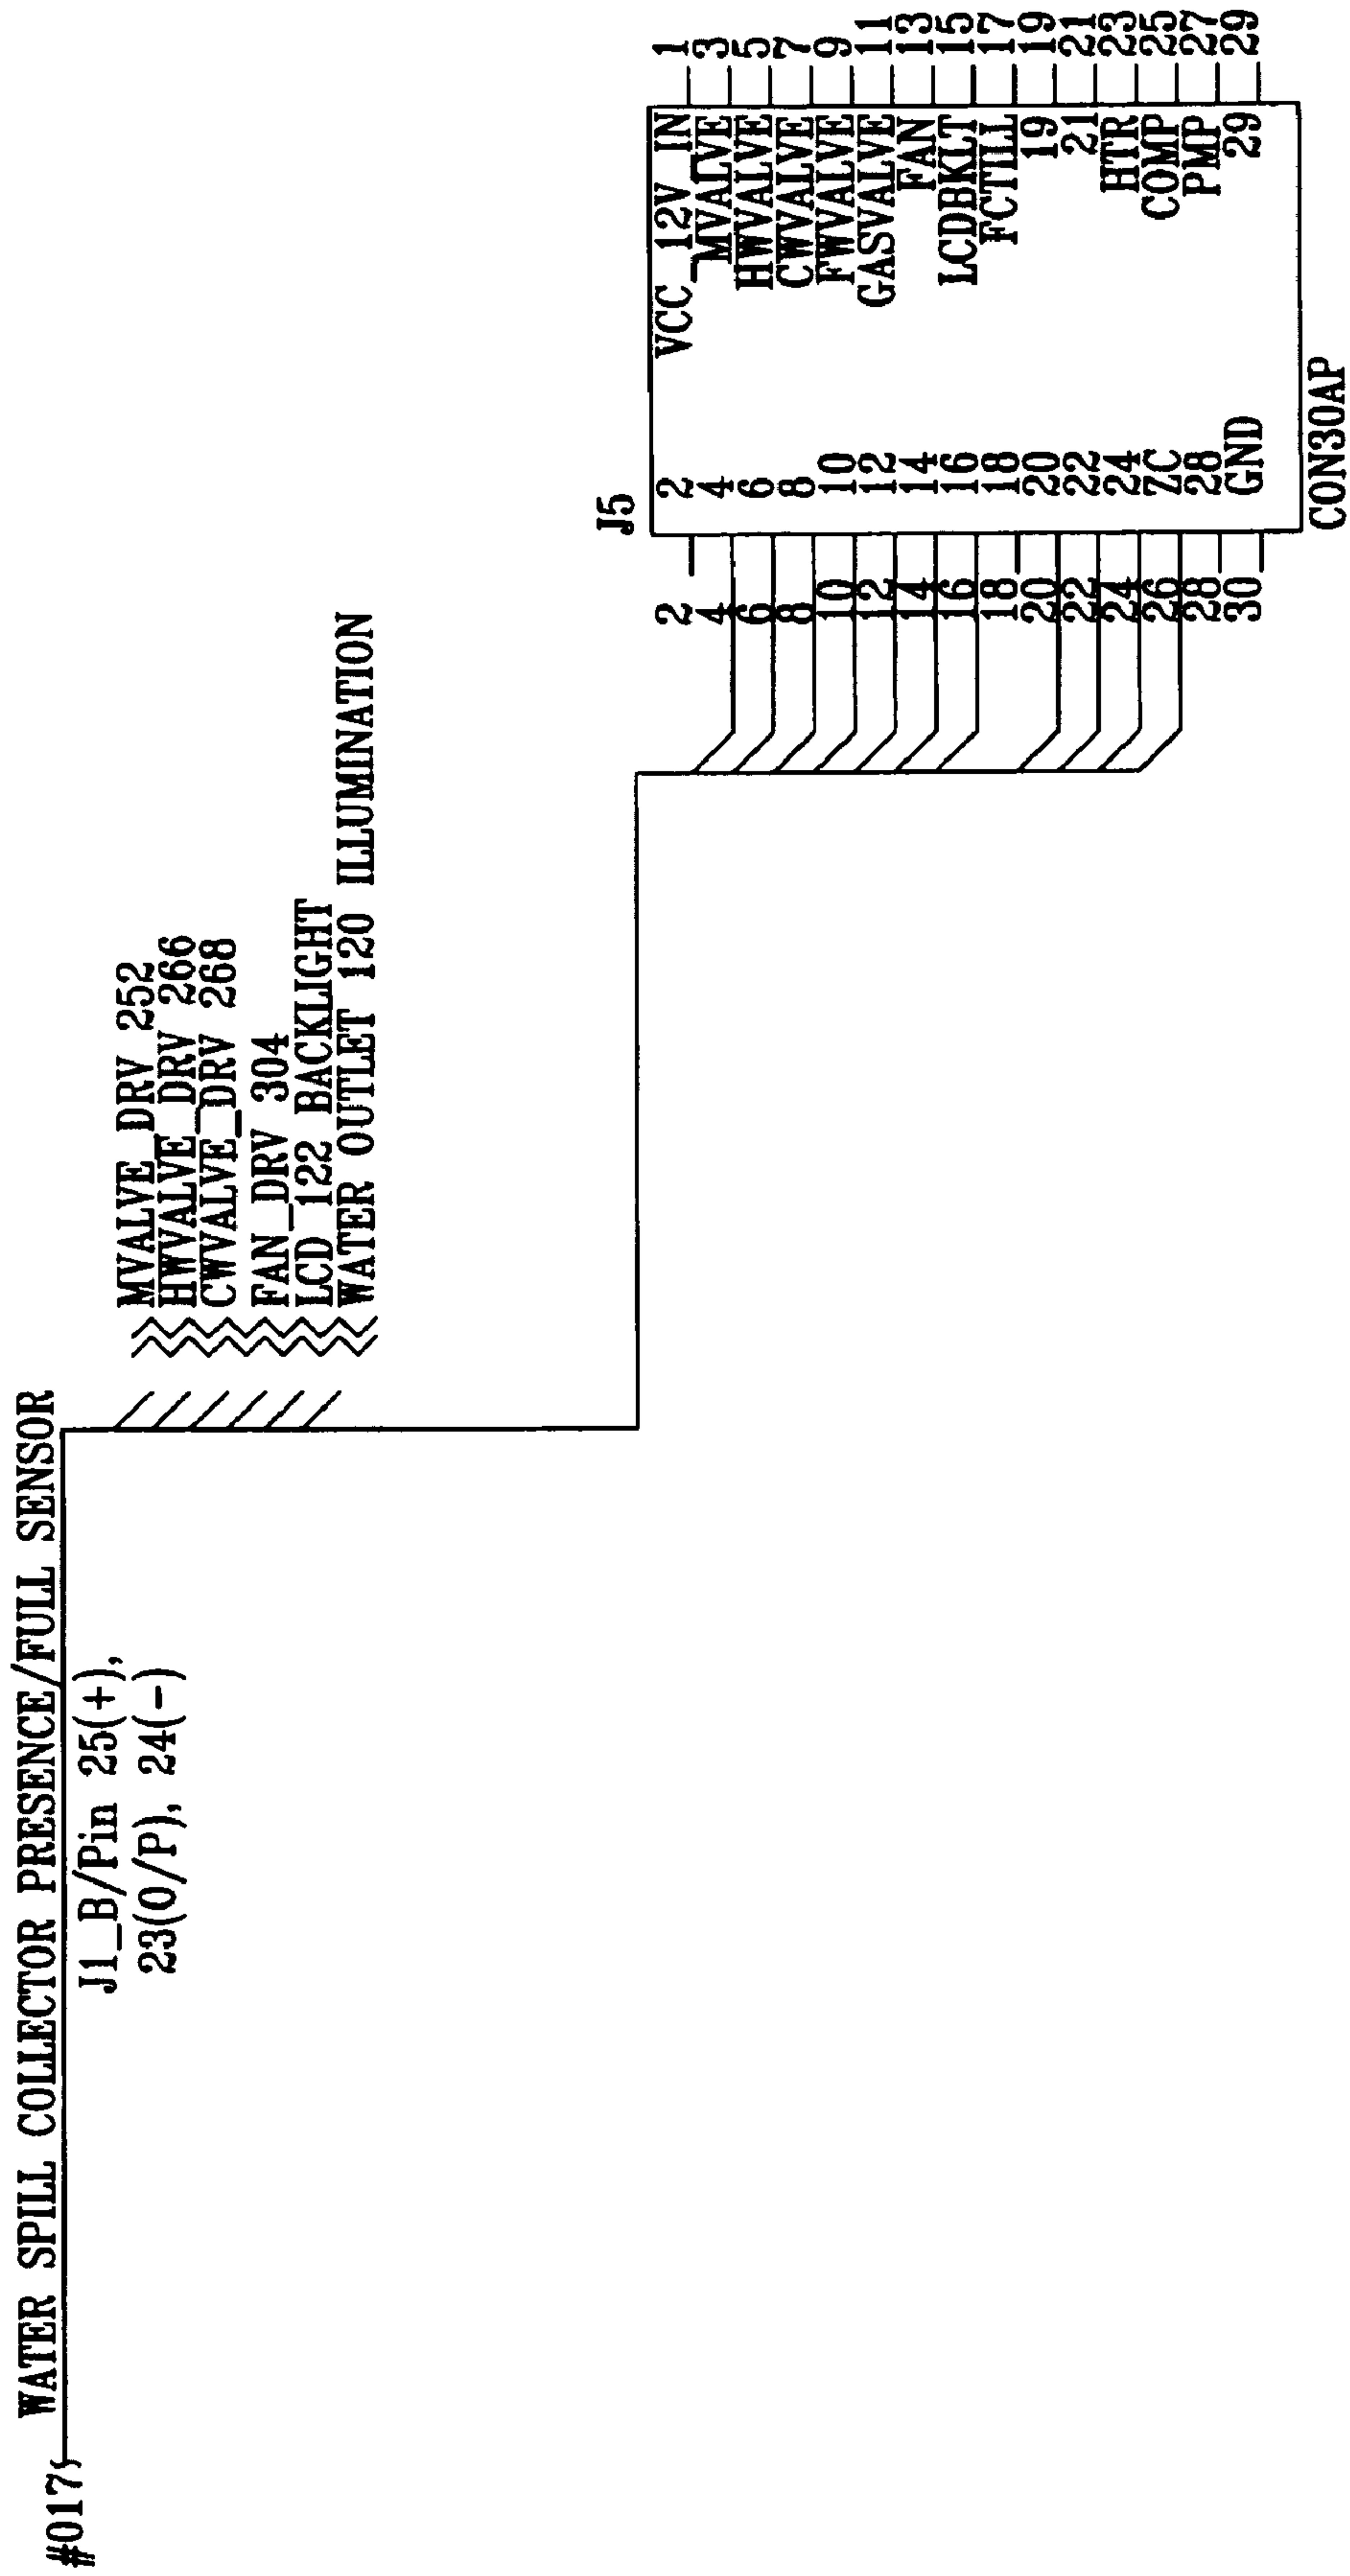 #017
WATER SPILL COLLECTOR PRESENCE/FULL SENSOR
J1_B/Pin 25(+),
23(O/P), 24(-)
MVALVE_DRV 252
HWVALVE_DRV 266
CWVALVE_DRV 268
FAN_DRV 304
LCD 122 BACKLIGHT
WATER OUTLET 120 ILLUMINATION
J5
2 2 VCC_12V_IN 1
4 4 MVALVE 3
6 6 HWVALVE 5
8 8 CWVALVE 7
10 10 FWVALVE 9
12 12 GASVALVE 11
14 14 FAN 13
16 16 LCDBKLT 15
18 18 FCTILL 17
20 20 19 19
22 22 21 21
24 24 HTR 23
26 ZC COMP 25
28 28 PMP 27
30 GND 29 29
CON30AP